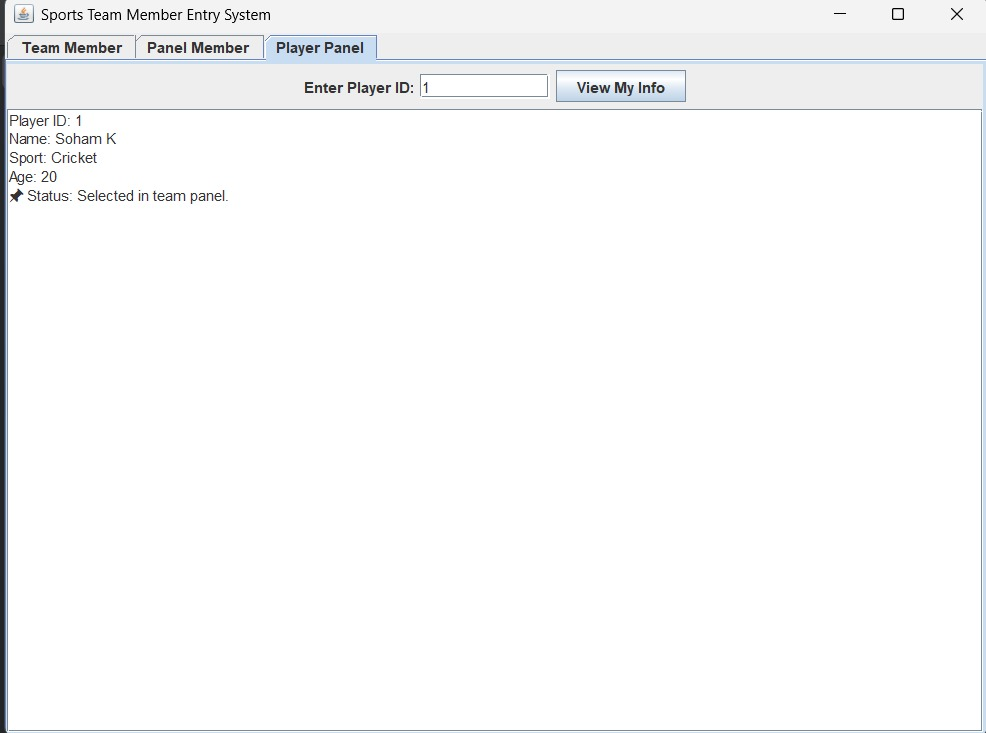 Sports Team Member Entry System
Team Member Panel Member Player Panel
Enter Player ID: 1 View My Info
Player ID: 1
Name: Soham K
Sport: Cricket
Age: 20
📌 Status: Selected in team panel.